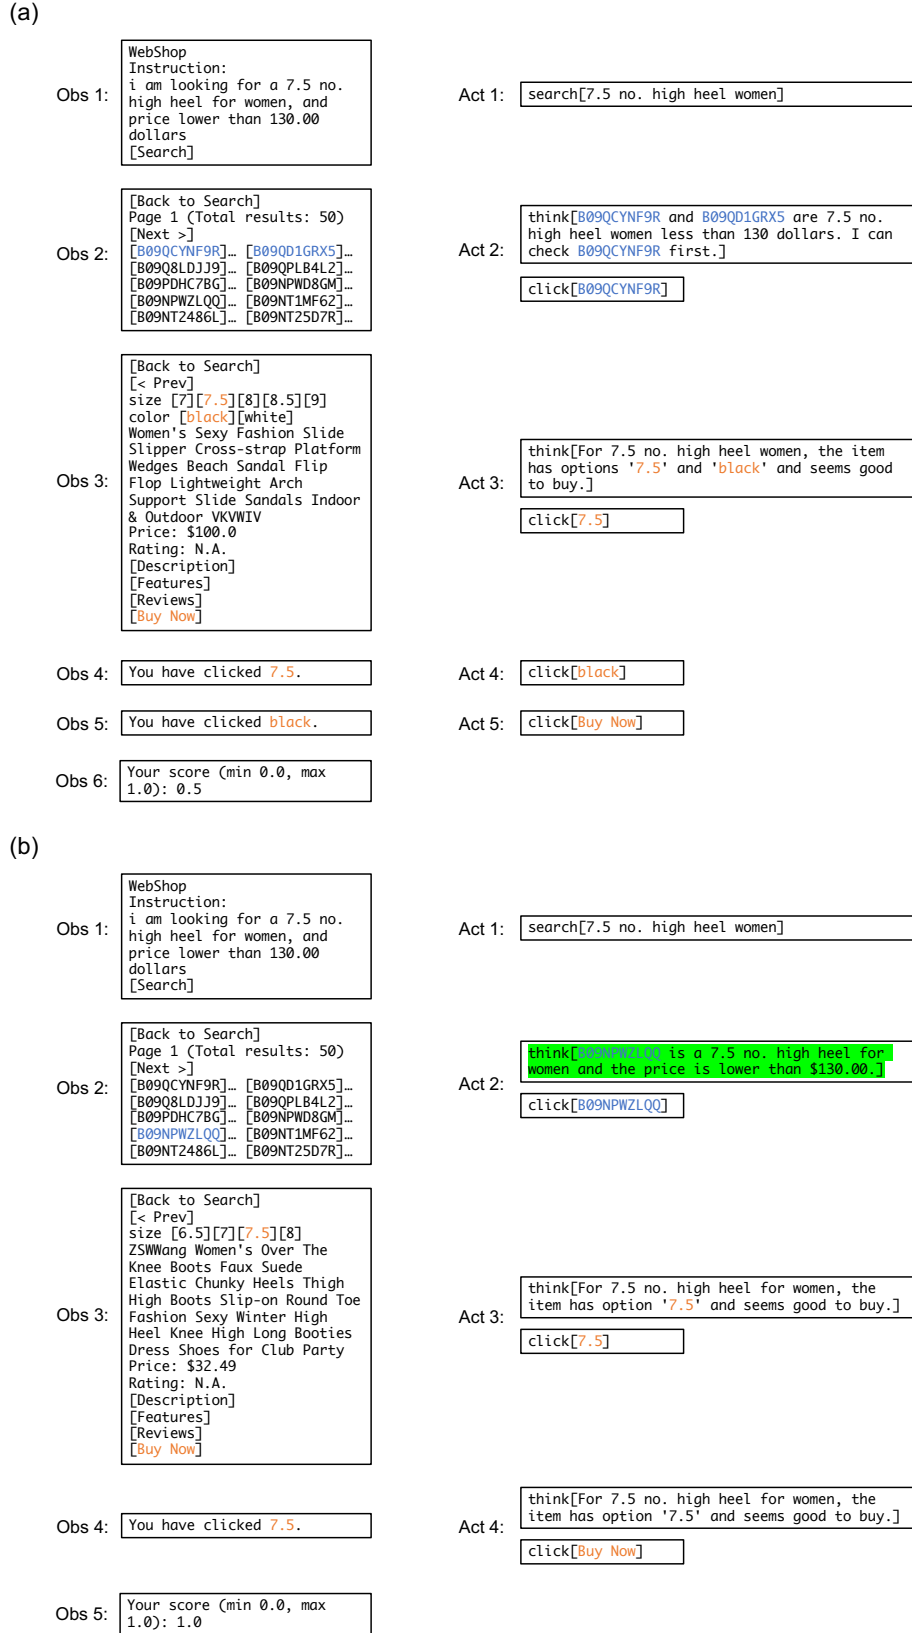 (a)
Obs 1:
WebShop
Instruction:
i am looking for a 7.5 no.
high heel for women, and
price lower than 130.00
dollars
[Search]
Act 1:
search[7.5 no. high heel women]
Obs 2:
[Back to Search]
Page 1 (Total results: 50)
[Next >]
[B09QCYNF9R]… [B09QD1GRX5]…
[B09Q8LDJJ9]… [B09QPLB4L2]…
[B09PDHC7BG]… [B09NPWD8GM]…
[B09NPWZLQQ]… [B09NT1MF62]…
[B09NT2486L]… [B09NT25D7R]…
Act 2:
think[B09QCYNF9R and B09QD1GRX5 are 7.5 no.
high heel women less than 130 dollars. I can
check B09QCYNF9R first.]
click[B09QCYNF9R]
Obs 3:
[Back to Search]
[< Prev]
size [7][7.5][8][8.5][9]
color [black][white]
Women's Sexy Fashion Slide
Slipper Cross-strap Platform
Wedges Beach Sandal Flip
Flop Lightweight Arch
Support Slide Sandals Indoor
& Outdoor VKVWIV
Price: $100.0
Rating: N.A.
[Description]
[Features]
[Reviews]
[Buy Now]
Act 3:
think[For 7.5 no. high heel women, the item
has options '7.5' and 'black' and seems good
to buy.]
click[7.5]
Obs 4:
You have clicked 7.5.
Act 4:
click[black]
Obs 5:
You have clicked black.
Act 5:
click[Buy Now]
Obs 6:
Your score (min 0.0, max
1.0): 0.5
(b)
Obs 1:
WebShop
Instruction:
i am looking for a 7.5 no.
high heel for women, and
price lower than 130.00
dollars
[Search]
Act 1:
search[7.5 no. high heel women]
Obs 2:
[Back to Search]
Page 1 (Total results: 50)
[Next >]
[B09QCYNF9R]… [B09QD1GRX5]…
[B09Q8LDJJ9]… [B09QPLB4L2]…
[B09PDHC7BG]… [B09NPWD8GM]…
[B09NPWZLQQ]… [B09NT1MF62]…
[B09NT2486L]… [B09NT25D7R]…
Act 2:
think[B09NPWZLQQ is a 7.5 no. high heel for
women and the price is lower than $130.00.]
click[B09NPWZLQQ]
Obs 3:
[Back to Search]
[< Prev]
size [6.5][7][7.5][8]
ZSWWang Women's Over The
Knee Boots Faux Suede
Elastic Chunky Heels Thigh
High Boots Slip-on Round Toe
Fashion Sexy Winter High
Heel Knee High Long Booties
Dress Shoes for Club Party
Price: $32.49
Rating: N.A.
[Description]
[Features]
[Reviews]
[Buy Now]
Act 3:
think[For 7.5 no. high heel for women, the
item has option '7.5' and seems good to buy.]
click[7.5]
Obs 4:
You have clicked 7.5.
Act 4:
think[For 7.5 no. high heel for women, the
item has option '7.5' and seems good to buy.]
click[Buy Now]
Obs 5:
Your score (min 0.0, max
1.0): 1.0